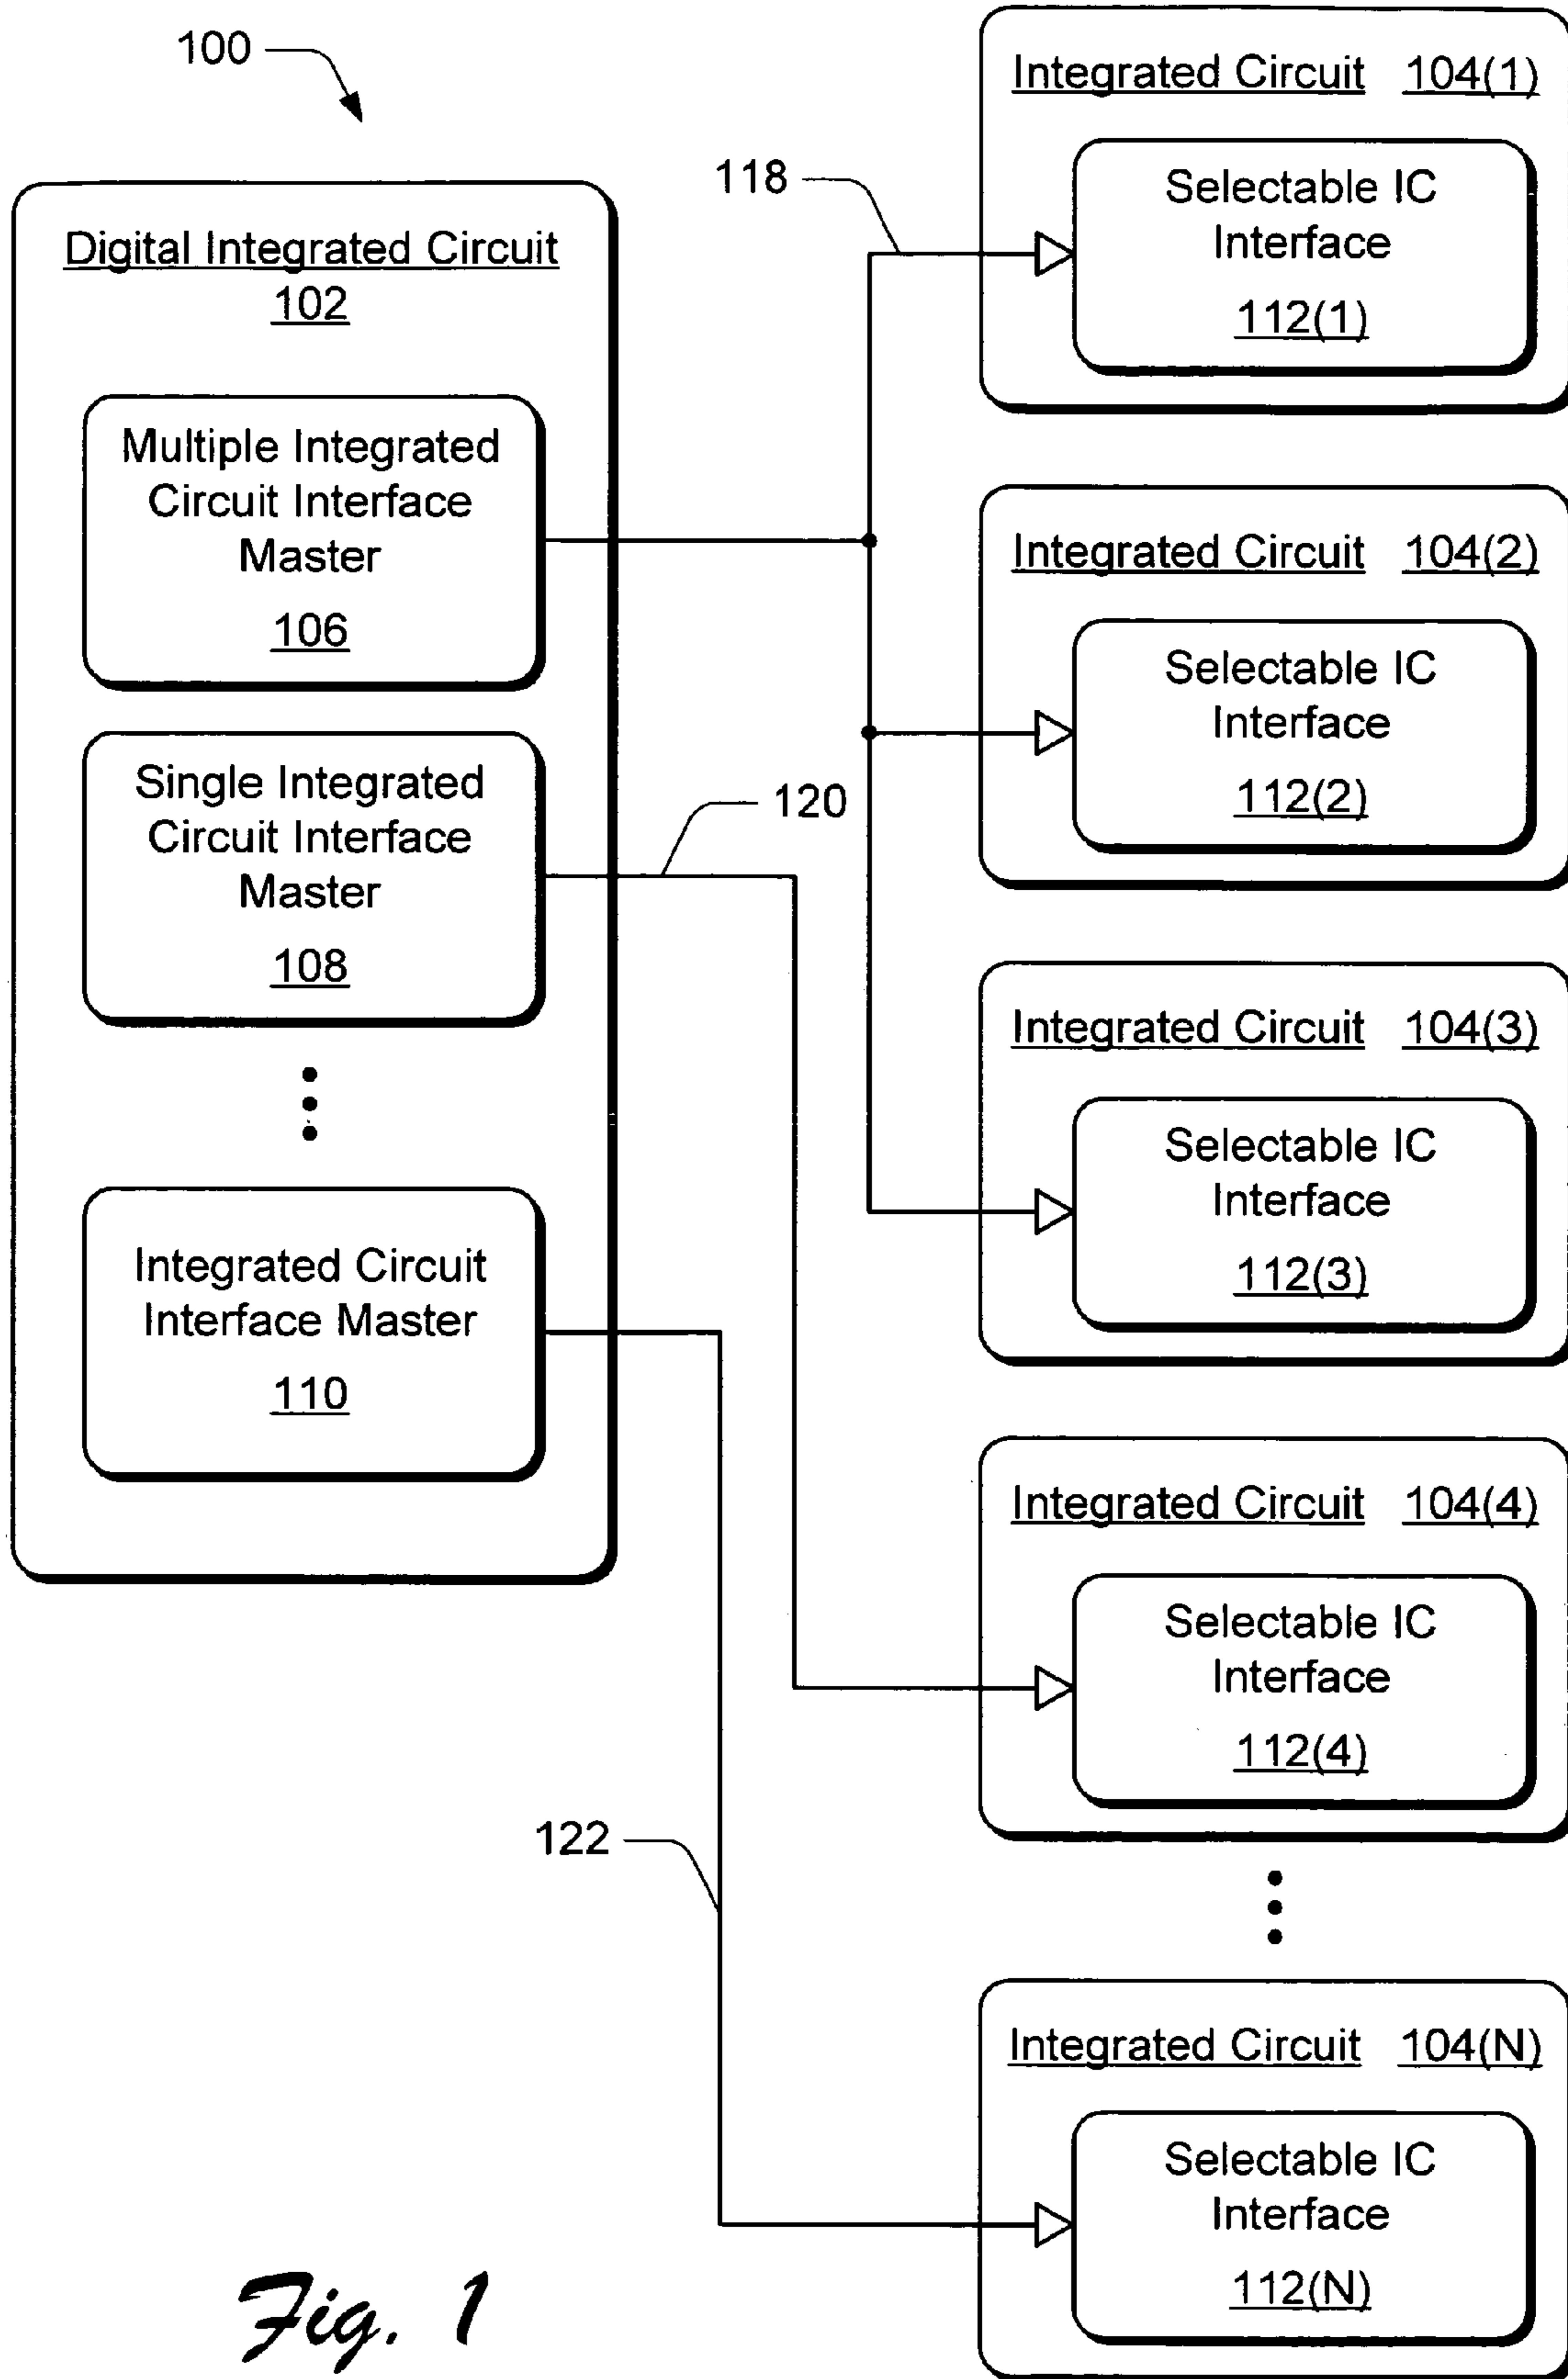 100
Digital Integrated Circuit
102
Multiple Integrated
Circuit Interface
Master
106
Single Integrated
Circuit Interface
Master
108
Integrated Circuit
Interface Master
110
118
120
122
Integrated Circuit 104(1)
Selectable IC
Interface
112(1)
Integrated Circuit 104(2)
Selectable IC
Interface
112(2)
Integrated Circuit 104(3)
Selectable IC
Interface
112(3)
Integrated Circuit 104(4)
Selectable IC
Interface
112(4)
Integrated Circuit 104(N)
Selectable IC
Interface
112(N)
Fig. 1